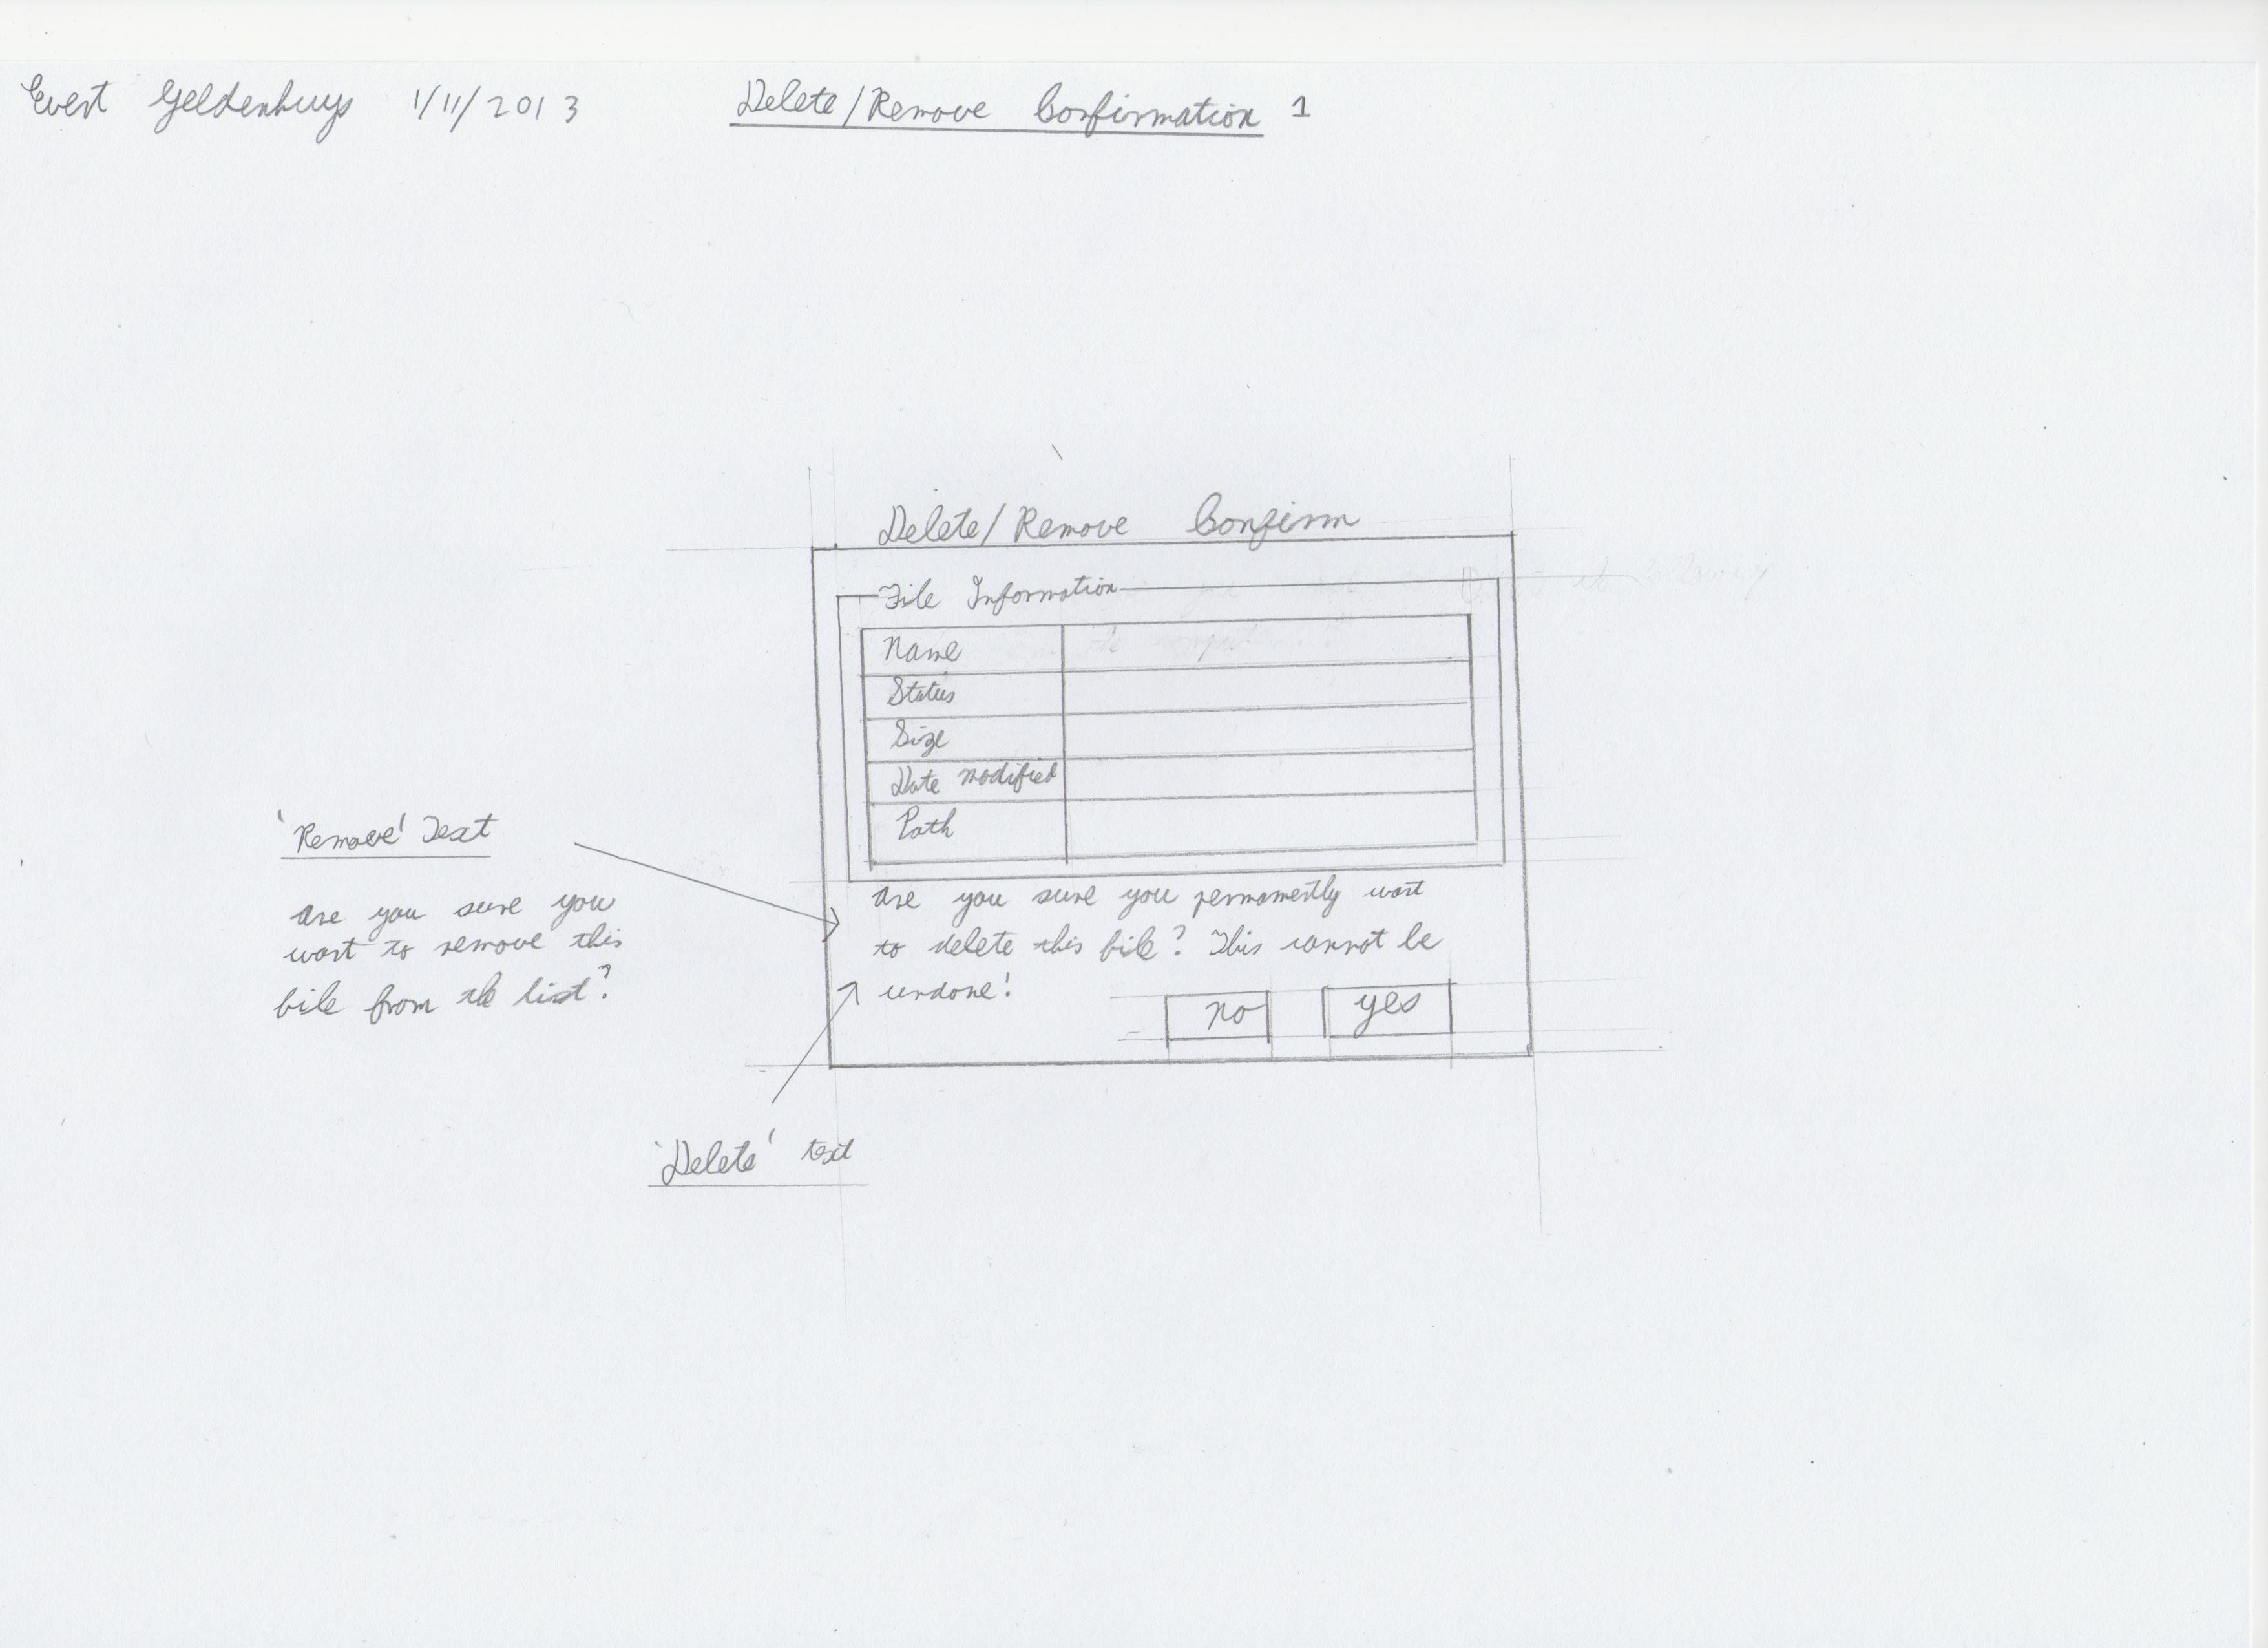 Evert Geldenhuys 1/11/2013
Delete/Remove Confirmation 1
Delete/Remove Confirm
File Information
Name
Status
Size
Date modified
Path
Are you sure you permamently want
to delete this file? This cannot be
undone!
No
Yes
'Remove' Text
Are you sure you
want to remove this
file from the list?
'Delete' text